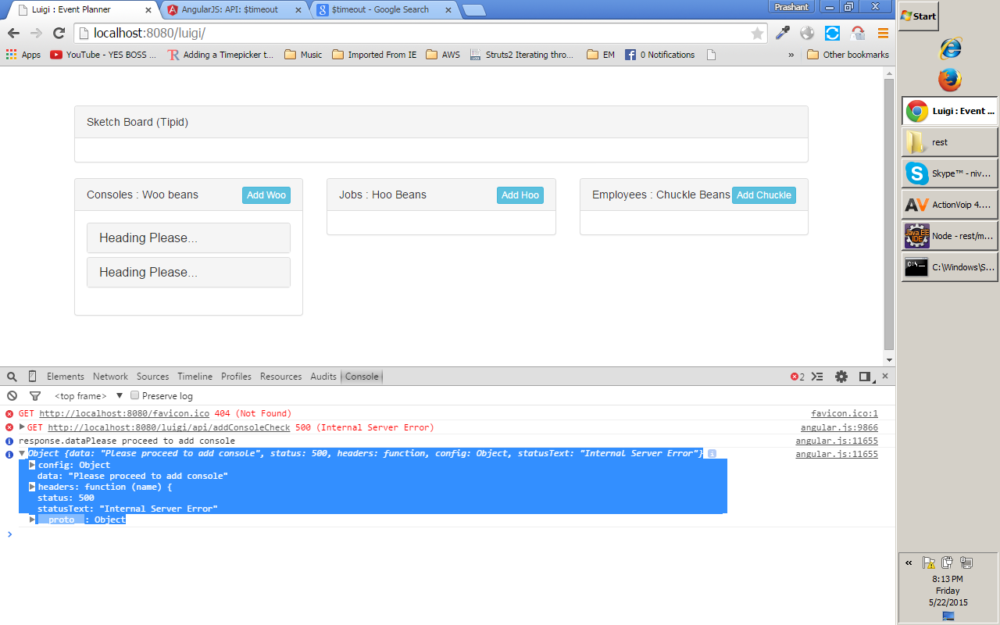 Luigi : Event Planner
AngularJS: API: $timeout
$timeout - Google Search
Prashant
localhost:8080/luigi/
Apps
YouTube - YES BOSS ...
Adding a Timepicker t...
Music
Imported From IE
AWS
Struts2 Iterating thro...
EM
0 Notifications
»
Other bookmarks
Sketch Board (Tipid)
Consoles : Woo beans
Add Woo
Jobs : Hoo Beans
Add Hoo
Employees : Chuckle Beans
Add Chuckle
Heading Please...
Heading Please...
Elements Network Sources Timeline Profiles Resources Audits Console
2
<top frame>
Preserve log
GET http://localhost:8080/favicon.ico 404 (Not Found)
favicon.ico:1
GET http://localhost:8080/luigi/api/addConsoleCheck 500 (Internal Server Error)
angular.js:9866
response.dataPlease proceed to add console
angular.js:11655
Object {data: "Please proceed to add console", status: 500, headers: function, config: Object, statusText: "Internal Server Error"}
angular.js:11655
config: Object
data: "Please proceed to add console"
headers: function (name) {
status: 500
statusText: "Internal Server Error"
__proto__: Object
Start
Luigi : Event ...
rest
Skype™ - niv...
ActionVoip 4....
Java EE
IDE
Node - rest/m...
C:\Windows\S...
8:13 PM
Friday
5/22/2015